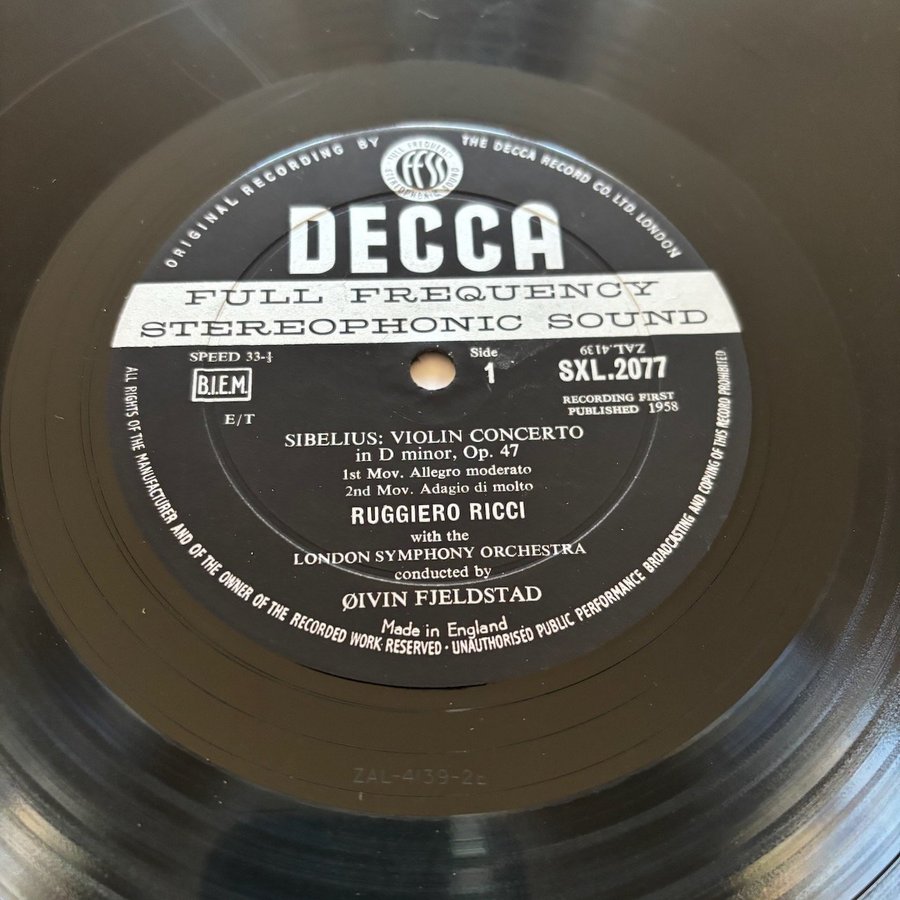 ORIGINAL RECORDING BY THE DECCA RECORD CO. LTD. LONDON
FULL FREQUENCY
ffss
STEREOPHONIC SOUND
DECCA
FULL FREQUENCY
STEREOPHONIC SOUND
SPEED 33-⅓
B.I.E.M.
E/T
Side
1
ZAL.4139
SXL.2077
RECORDING FIRST
PUBLISHED 1958
SIBELIUS: VIOLIN CONCERTO
in D minor, Op. 47
1st Mov. Allegro moderato
2nd Mov. Adagio di molto
RUGGIERO RICCI
with the
LONDON SYMPHONY ORCHESTRA
conducted by
ØIVIN FJELDSTAD
Made in England
ALL RIGHTS OF THE MANUFACTURER AND OF THE OWNER OF THE RECORDED WORK RESERVED · UNAUTHORISED PUBLIC PERFORMANCE BROADCASTING AND COPYING OF THIS RECORD PROHIBITED.